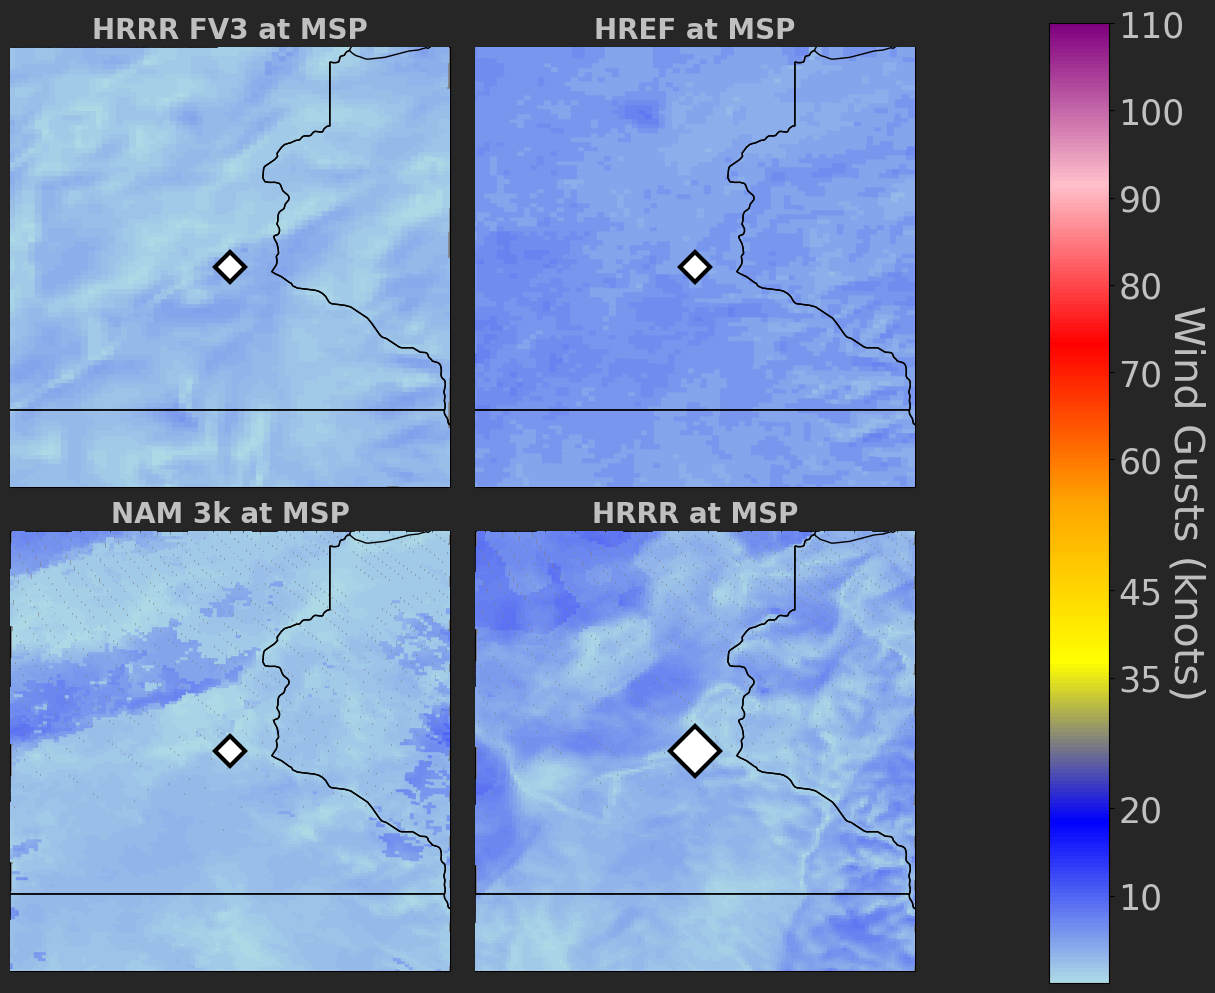 HRRR FV3 at MSP
HREF at MSP
NAM 3k at MSP
HRRR at MSP
110
100
90
80
70
60
45
35
20
10
Wind Gusts (knots)